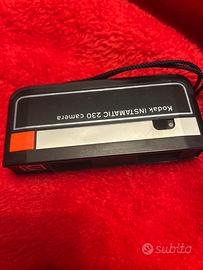 Kodak INSTAMATIC 230 camera
subito